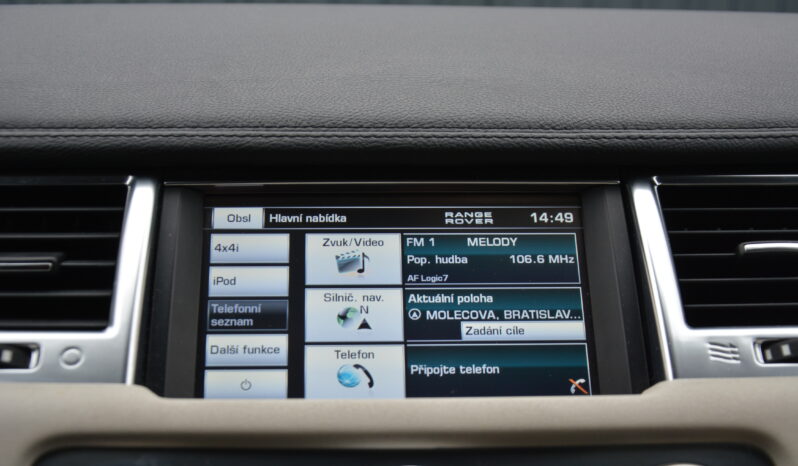 Obsl Hlavní nabídka RANGE ROVER 14:49
4x4i
iPod
Telefonní
seznam
Další funkce
Zvuk/Video
FM 1 MELODY
Pop. hudba 106.6 MHz
AF Logic7
Silnič. nav.
N
Aktuální poloha
MOLECOVA, BRATISLAV...
Zadání cíle
Telefon
Připojte telefon